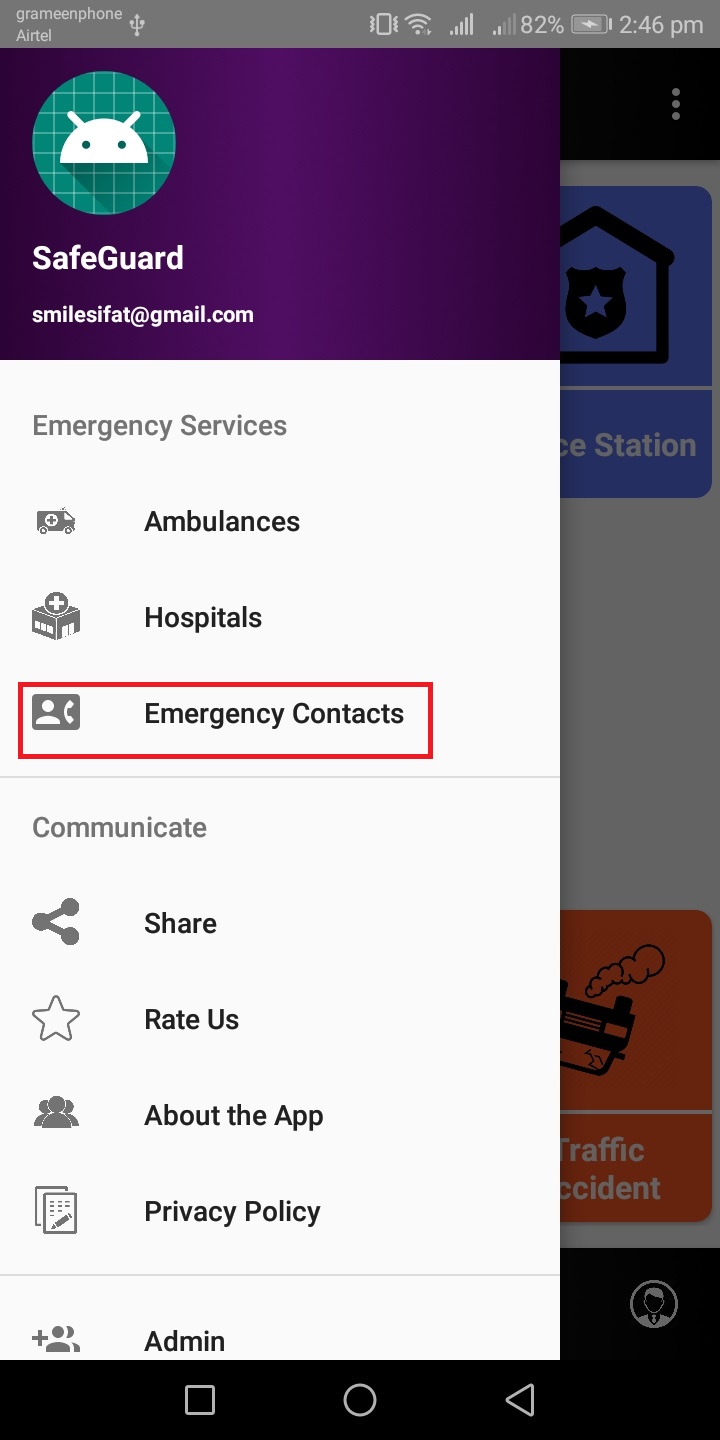 grameenphone
Airtel
82% 2:46 pm
SafeGuard
smilesifat@gmail.com
Emergency Services
Ambulances
Hospitals
Emergency Contacts
Communicate
Share
Rate Us
About the App
Privacy Policy
Admin
ce Station
Traffic
ccident